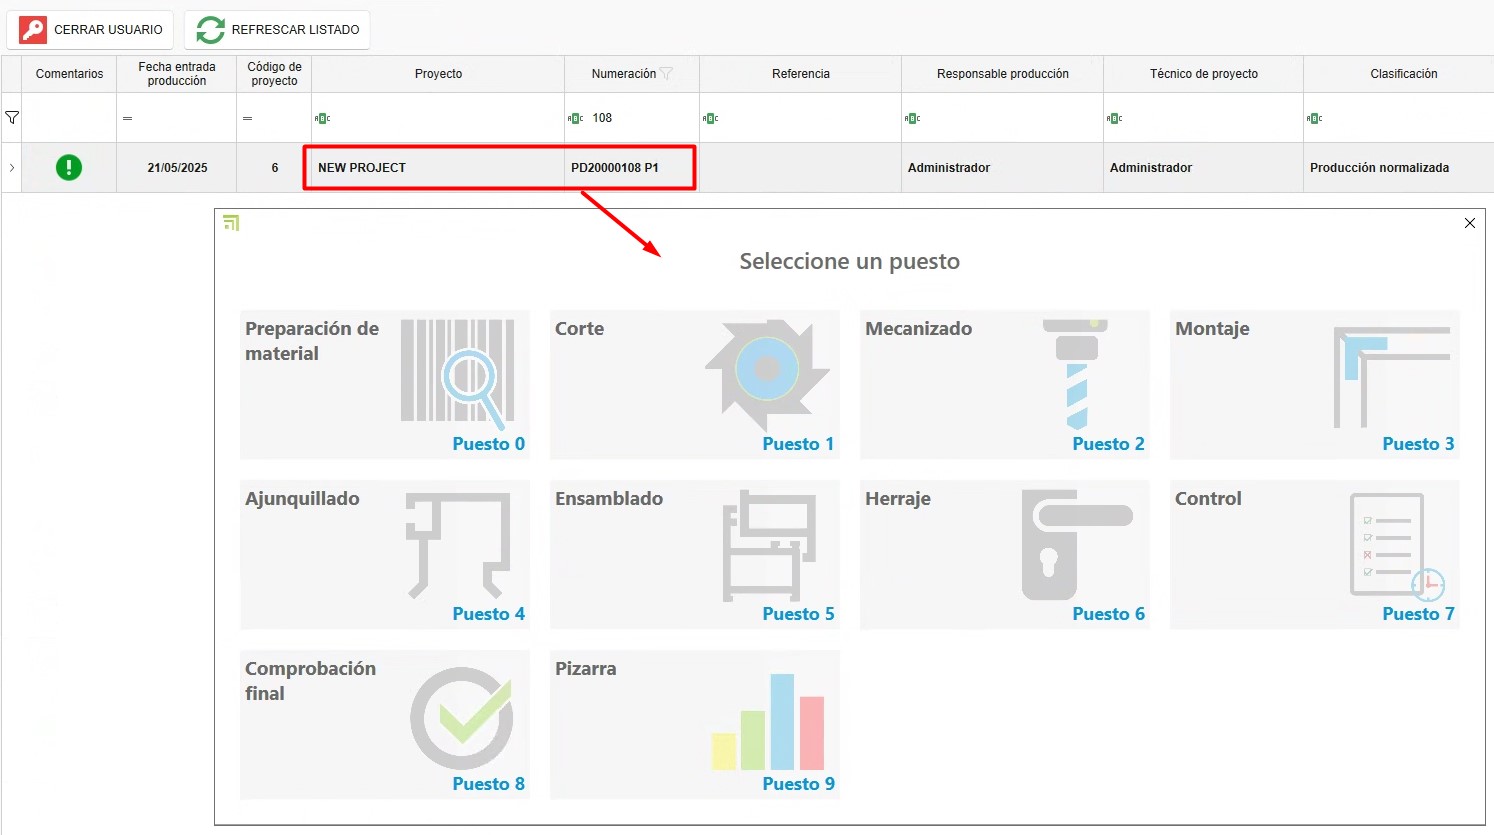 CERRAR USUARIO
REFRESCAR LISTADO
Comentarios
Fecha entrada
producción
Código de
proyecto
Proyecto
Numeración
Referencia
Responsable producción
Técnico de proyecto
Clasificación
=
=
ABC
ABC 108
ABC
ABC
ABC
ABC
21/05/2025
6
NEW PROJECT
PD20000108 P1
Administrador
Administrador
Producción normalizada
Seleccione un puesto
Preparación de
material
Puesto 0
Corte
Puesto 1
Mecanizado
Puesto 2
Montaje
Puesto 3
Ajunquillado
Puesto 4
Ensamblado
Puesto 5
Herraje
Puesto 6
Control
Puesto 7
Comprobación
final
Puesto 8
Pizarra
Puesto 9